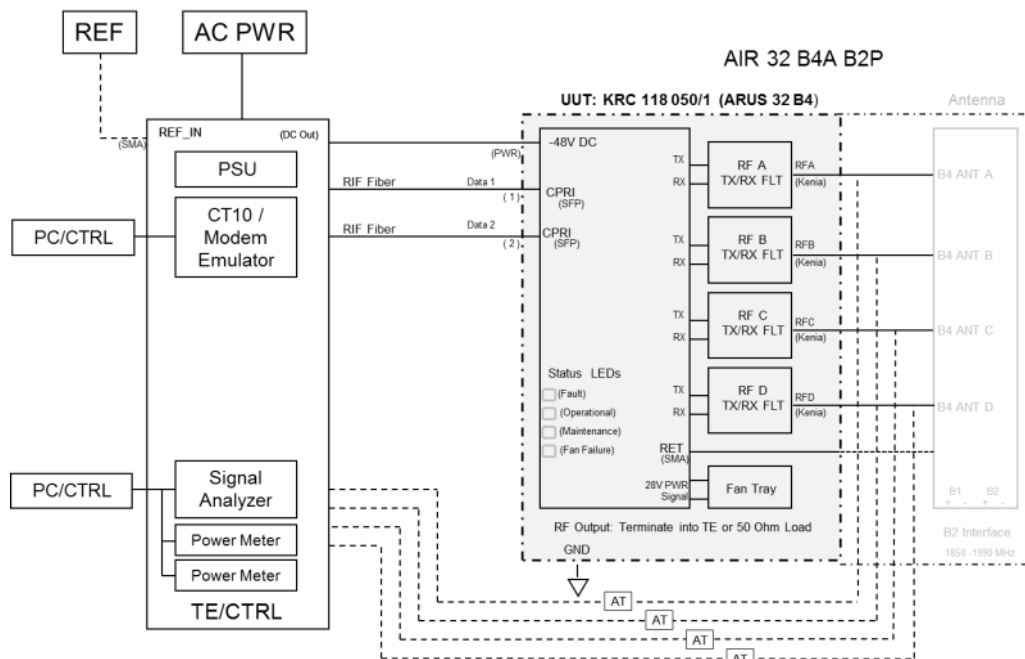 REF
AC PWR
AIR 32 B4A B2P
UUT: KRC 118 050/1 (ARUS 32 B4)
Antenna
REF_IN
(DC Out)
(SMA)
PSU
CT10 /
Modem
Emulator
PC/CTRL
RIF Fiber
Data 1
(PWR)
( 1 )
RIF Fiber
Data 2
( 2 )
-48V DC
CPRI
(SFP)
CPRI
(SFP)
TX
RX
RF A
TX/RX FLT
RFA
(Kenia)
B4 ANT A
TX
RX
RF B
TX/RX FLT
RFB
(Kenia)
B4 ANT B
TX
RX
RF C
TX/RX FLT
RFC
(Kenia)
B4 ANT C
TX
RX
RF D
TX/RX FLT
RFD
(Kenia)
B4 ANT D
Status LEDs
(Fault)
(Operational)
(Maintenance)
(Fan Failure)
RET
(SMA)
28V PWR
Signal
Fan Tray
RF Output: Terminate into TE or 50 Ohm Load
GND
B1 B2
+ - + -
B2 Interface
1850 -1990 MHz
PC/CTRL
Signal
Analyzer
Power Meter
Power Meter
TE/CTRL
AT
AT
AT
AT